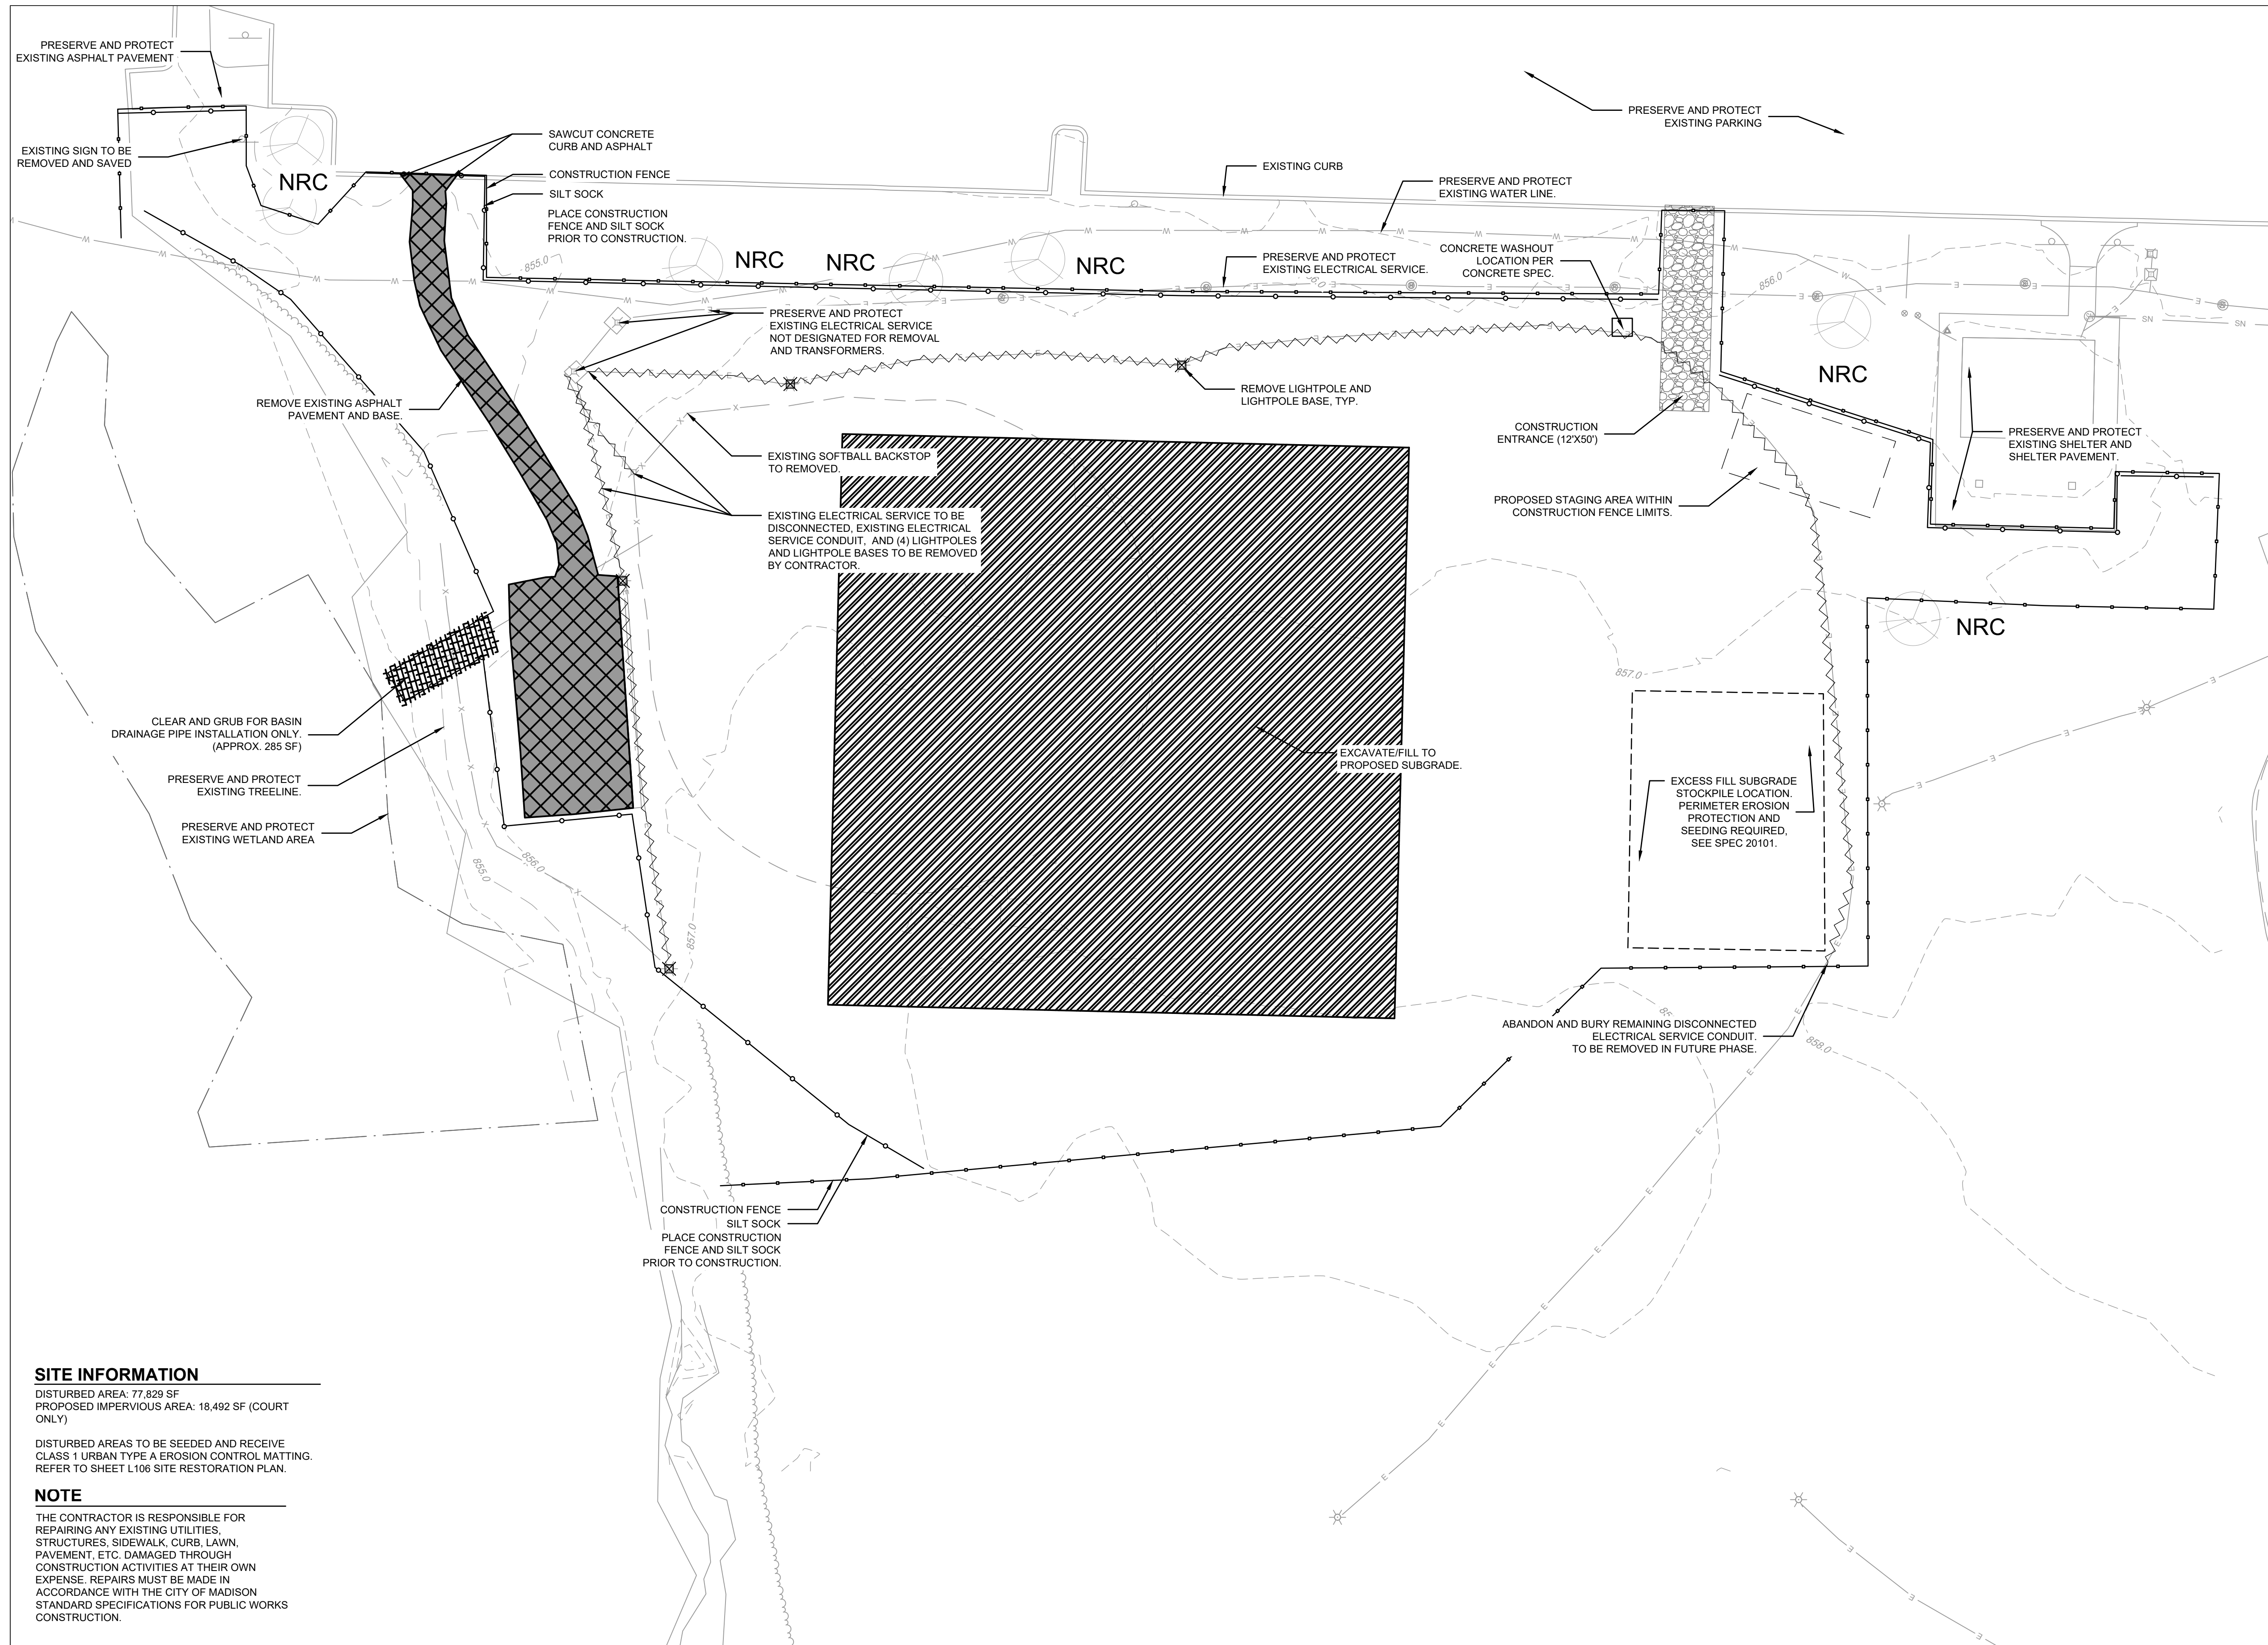 PRESERVE AND PROTECT
EXISTING ASPHALT PAVEMENT
EXISTING SIGN TO BE
REMOVED AND SAVED
NRC
SAWCUT CONCRETE
CURB AND ASPHALT
CONSTRUCTION FENCE
SILT SOCK
PLACE CONSTRUCTION
FENCE AND SILT SOCK
PRIOR TO CONSTRUCTION.
EXISTING CURB
PRESERVE AND PROTECT
EXISTING WATER LINE.
PRESERVE AND PROTECT
EXISTING PARKING
855.0
NRC
NRC
NRC
PRESERVE AND PROTECT
EXISTING ELECTRICAL SERVICE.
CONCRETE WASHOUT
LOCATION PER
CONCRETE SPEC.
856.0
PRESERVE AND PROTECT
EXISTING ELECTRICAL SERVICE
NOT DESIGNATED FOR REMOVAL
AND TRANSFORMERS.
REMOVE LIGHTPOLE AND
LIGHTPOLE BASE, TYP.
NRC
SN
SN
REMOVE EXISTING ASPHALT
PAVEMENT AND BASE.
CONSTRUCTION
ENTRANCE (12'X50')
PRESERVE AND PROTECT
EXISTING SHELTER AND
SHELTER PAVEMENT.
EXISTING SOFTBALL BACKSTOP
TO REMOVED.
PROPOSED STAGING AREA WITHIN
CONSTRUCTION FENCE LIMITS.
EXISTING ELECTRICAL SERVICE TO BE
DISCONNECTED, EXISTING ELECTRICAL
SERVICE CONDUIT, AND (4) LIGHTPOLES
AND LIGHTPOLE BASES TO BE REMOVED
BY CONTRACTOR.
NRC
857.0
CLEAR AND GRUB FOR BASIN
DRAINAGE PIPE INSTALLATION ONLY.
(APPROX. 285 SF)
PRESERVE AND PROTECT
EXISTING TREELINE.
PRESERVE AND PROTECT
EXISTING WETLAND AREA
EXCAVATE/FILL TO
PROPOSED SUBGRADE.
EXCESS FILL SUBGRADE
STOCKPILE LOCATION.
PERIMETER EROSION
PROTECTION AND
SEEDING REQUIRED,
SEE SPEC 20101.
855.0
856.0
857.0
ABANDON AND BURY REMAINING DISCONNECTED
ELECTRICAL SERVICE CONDUIT.
TO BE REMOVED IN FUTURE PHASE.
858.0
CONSTRUCTION FENCE
SILT SOCK
PLACE CONSTRUCTION
FENCE AND SILT SOCK
PRIOR TO CONSTRUCTION.
SITE INFORMATION
DISTURBED AREA: 77,829 SF
PROPOSED IMPERVIOUS AREA: 18,492 SF (COURT
ONLY)
DISTURBED AREAS TO BE SEEDED AND RECEIVE
CLASS 1 URBAN TYPE A EROSION CONTROL MATTING.
REFER TO SHEET L106 SITE RESTORATION PLAN.
NOTE
THE CONTRACTOR IS RESPONSIBLE FOR
REPAIRING ANY EXISTING UTILITIES,
STRUCTURES, SIDEWALK, CURB, LAWN,
PAVEMENT, ETC. DAMAGED THROUGH
CONSTRUCTION ACTIVITIES AT THEIR OWN
EXPENSE. REPAIRS MUST BE MADE IN
ACCORDANCE WITH THE CITY OF MADISON
STANDARD SPECIFICATIONS FOR PUBLIC WORKS
CONSTRUCTION.